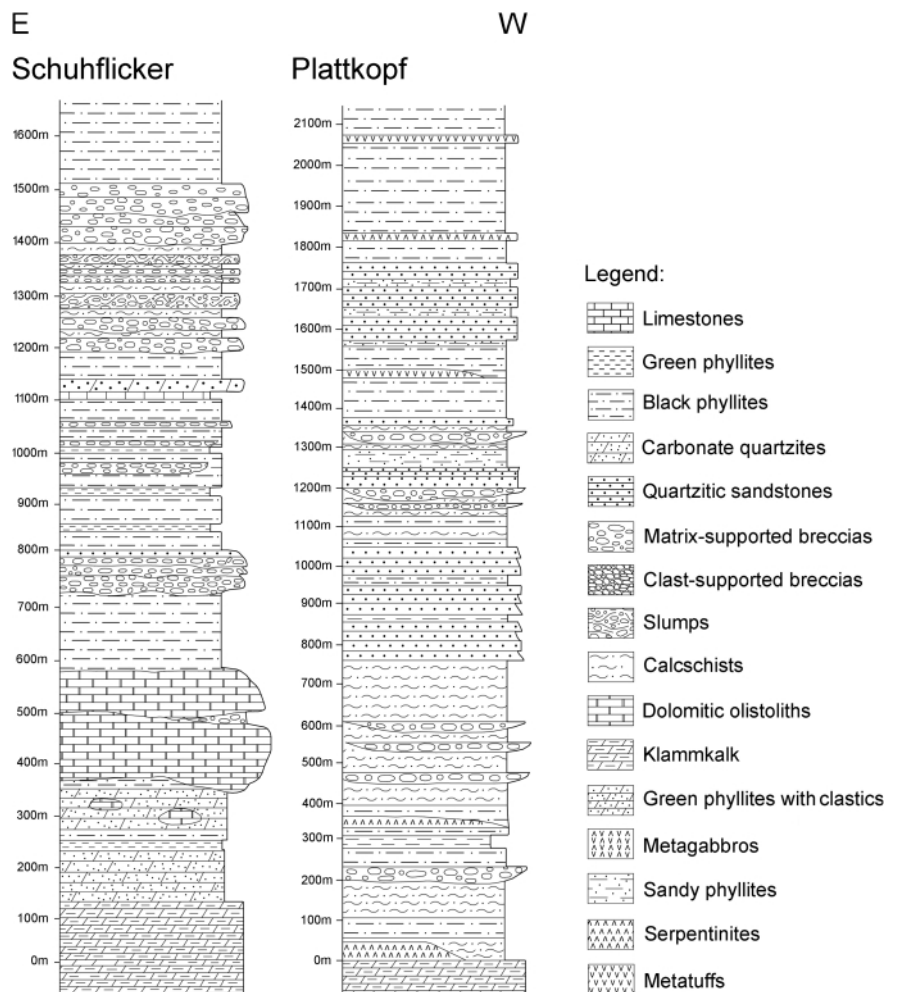 E
W
Schuhflicker
Plattkopf
1600m
1500m
1400m
1300m
1200m
1100m
1000m
900m
800m
700m
600m
500m
400m
300m
200m
100m
0m
2100m
2000m
1900m
1800m
1700m
1600m
1500m
1400m
1300m
1200m
1100m
1000m
900m
800m
700m
600m
500m
400m
300m
200m
100m
0m
Legend:
Limestones
Green phyllites
Black phyllites
Carbonate quartzites
Quartzitic sandstones
Matrix-supported breccias
Clast-supported breccias
Slumps
Calcschists
Dolomitic olistoliths
Klammkalk
Green phyllites with clastics
Metagabbros
Sandy phyllites
Serpentinites
Metatuffs